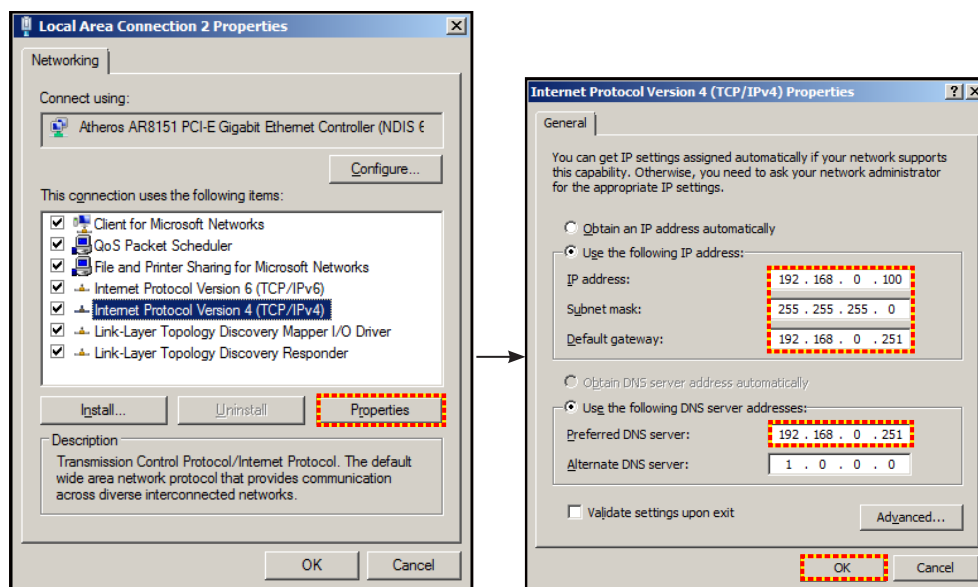 Local Area Connection 2 Properties
Networking
Connect using:
Atheros AR8151 PCI-E Gigabit Ethernet Controller (NDIS 6
Configure...
This connection uses the following items:
Client for Microsoft Networks
QoS Packet Scheduler
File and Printer Sharing for Microsoft Networks
Internet Protocol Version 6 (TCP/IPv6)
Internet Protocol Version 4 (TCP/IPv4)
Link-Layer Topology Discovery Mapper I/O Driver
Link-Layer Topology Discovery Responder
Install...
Uninstall
Properties
Description
Transmission Control Protocol/Internet Protocol. The default
wide area network protocol that provides communication
across diverse interconnected networks.
OK
Cancel
Internet Protocol Version 4 (TCP/IPv4) Properties
General
You can get IP settings assigned automatically if your network supports
this capability. Otherwise, you need to ask your network administrator
for the appropriate IP settings.
Obtain an IP address automatically
Use the following IP address:
IP address: 192 . 168 . 0 . 100
Subnet mask: 255 . 255 . 255 . 0
Default gateway: 192 . 168 . 0 . 251
Obtain DNS server address automatically
Use the following DNS server addresses:
Preferred DNS server: 192 . 168 . 0 . 251
Alternate DNS server: 1 . 0 . 0 . 0
Validate settings upon exit
Advanced...
OK
Cancel